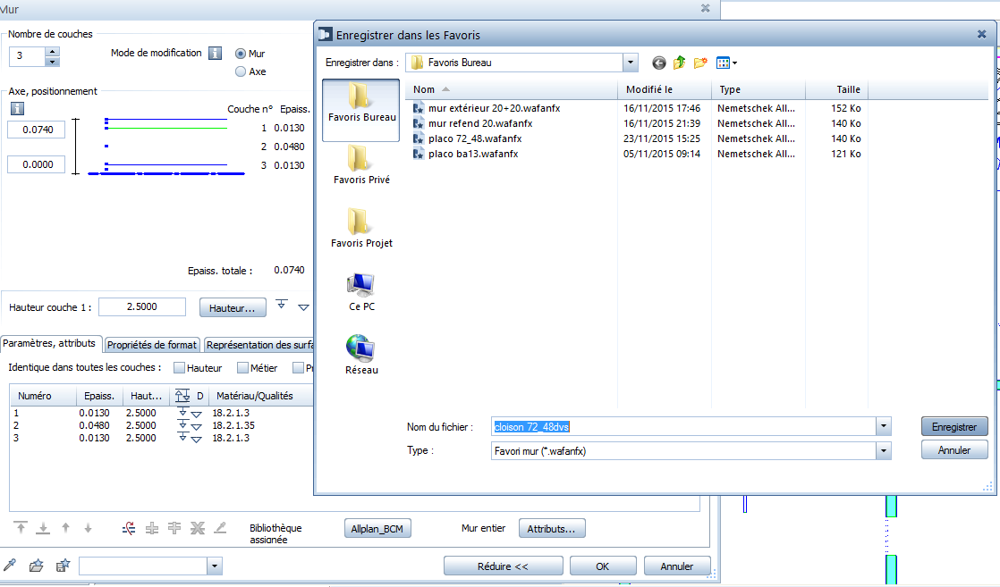 Mur
Nombre de couches
3
Mode de modification
Mur
Axe
Axe, positionnement
Couche n° Epaiss.
0.0740
1 0.0130
2 0.0480
0.0000
3 0.0130
Epaiss. totale : 0.0740
Hauteur couche 1 : 2.5000 Hauteur...
Paramètres, attributs Propriétés de format Représentation des surfa
Identique dans toutes les couches : Hauteur Métier P
Numéro Epaiss. Haut... D Matériau/Qualités
1 0.0130 2.5000 18.2.1.3
2 0.0480 2.5000 18.2.1.35
3 0.0130 2.5000 18.2.1.3
Bibliothèque
assignée
Allplan_BCM
Mur entier
Attributs...
Réduire << OK Annuler
Enregistrer dans les Favoris
Enregistrer dans : Favoris Bureau
Favoris Bureau
Favoris Privé
Favoris Projet
Ce PC
Réseau
Nom Modifié le Type Taille
mur extérieur 20+20.wafanfx 16/11/2015 17:46 Nemetschek All... 152 Ko
mur refend 20.wafanfx 16/11/2015 21:39 Nemetschek All... 140 Ko
placo 72_48.wafanfx 23/11/2015 15:25 Nemetschek All... 140 Ko
placo ba13.wafanfx 05/11/2015 09:14 Nemetschek All... 121 Ko
Nom du fichier : cloison 72_48dvs Enregistrer
Type : Favori mur (*.wafanfx) Annuler